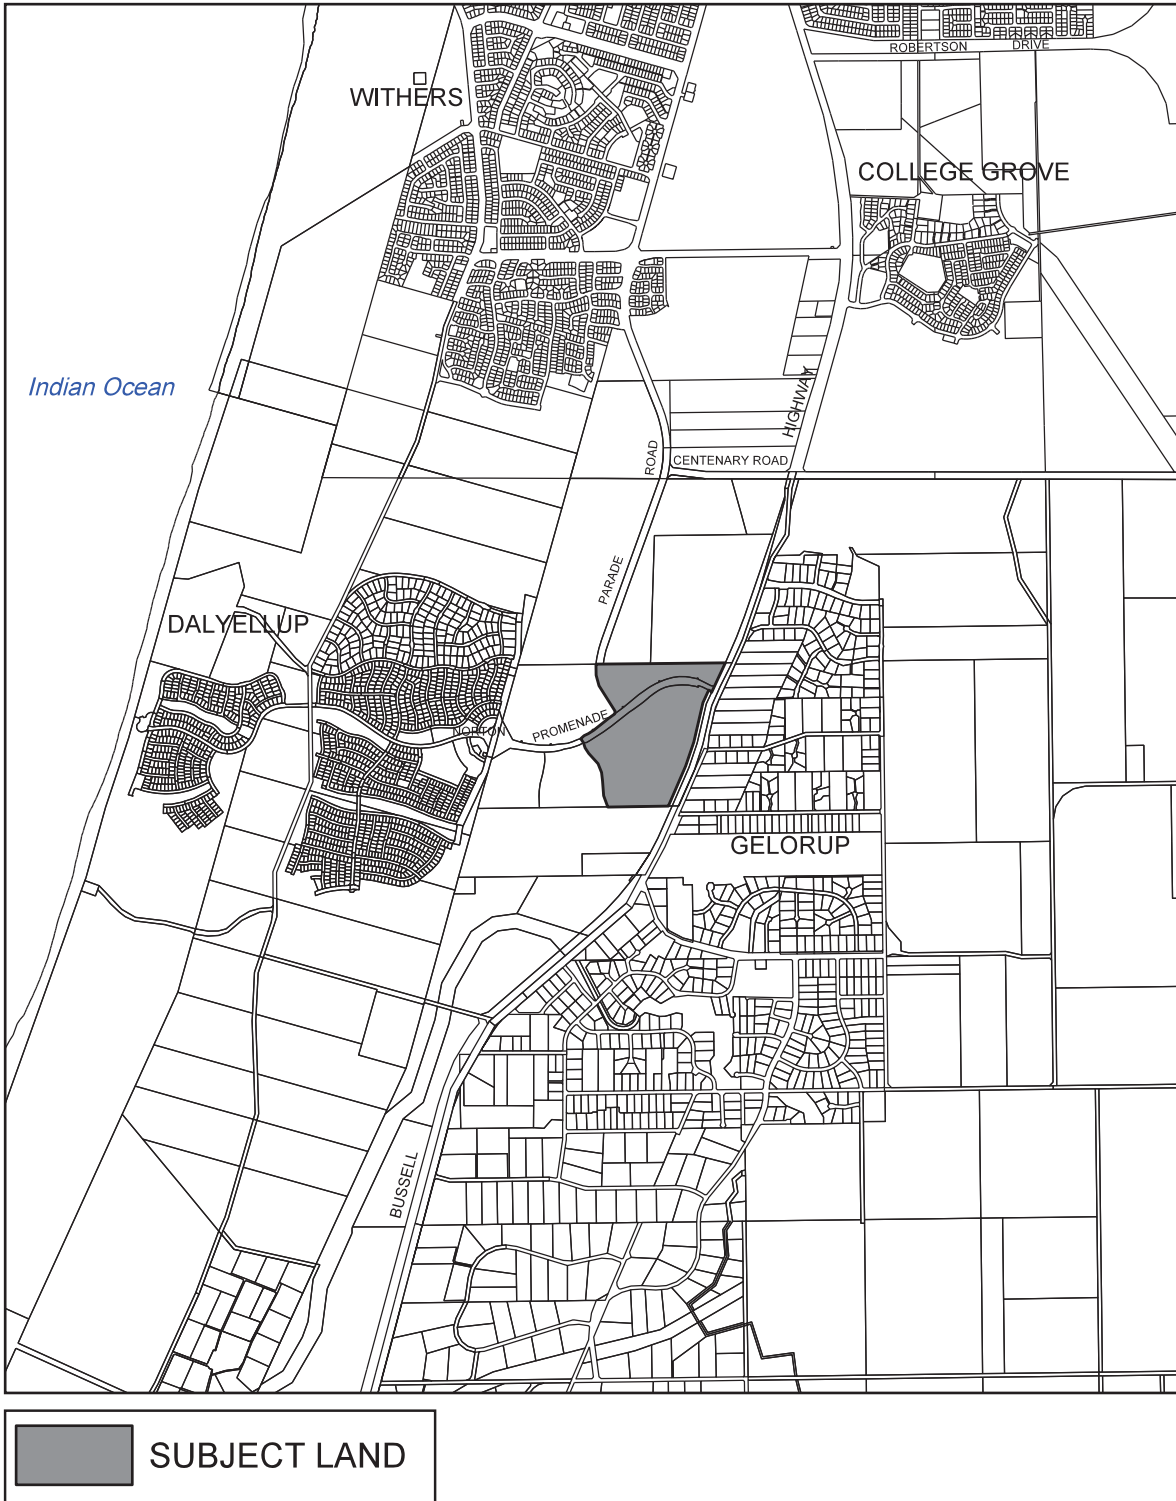 ROBERTSON DRIVE
WITHERS
COLLEGE GROVE
Indian Ocean
HIGHWAY
ROAD
CENTENARY ROAD
PARADE
DALYELLUP
NORTON
PROMENADE
GELORUP
BUSSELL
SUBJECT LAND